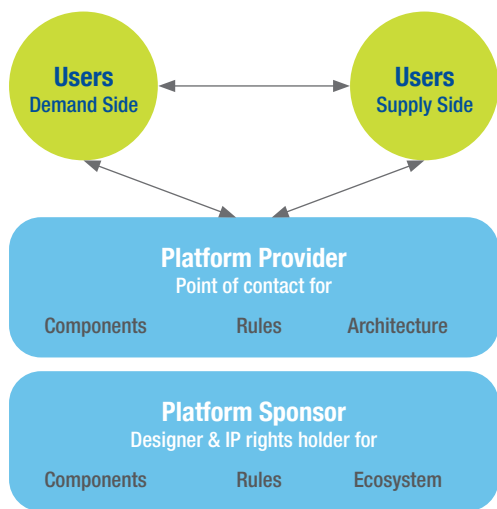 Users
Demand Side
Users
Supply Side
Platform Provider
Point of contact for
Components Rules Architecture
Platform Sponsor
Designer & IP rights holder for
Components Rules Ecosystem